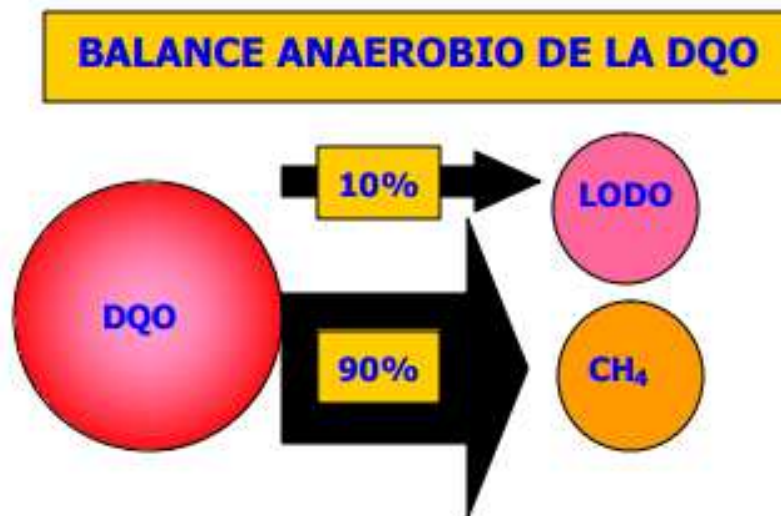 BALANCE ANAEROBIO DE LA DQO
10%
LODO
DQO
90%
CH₄